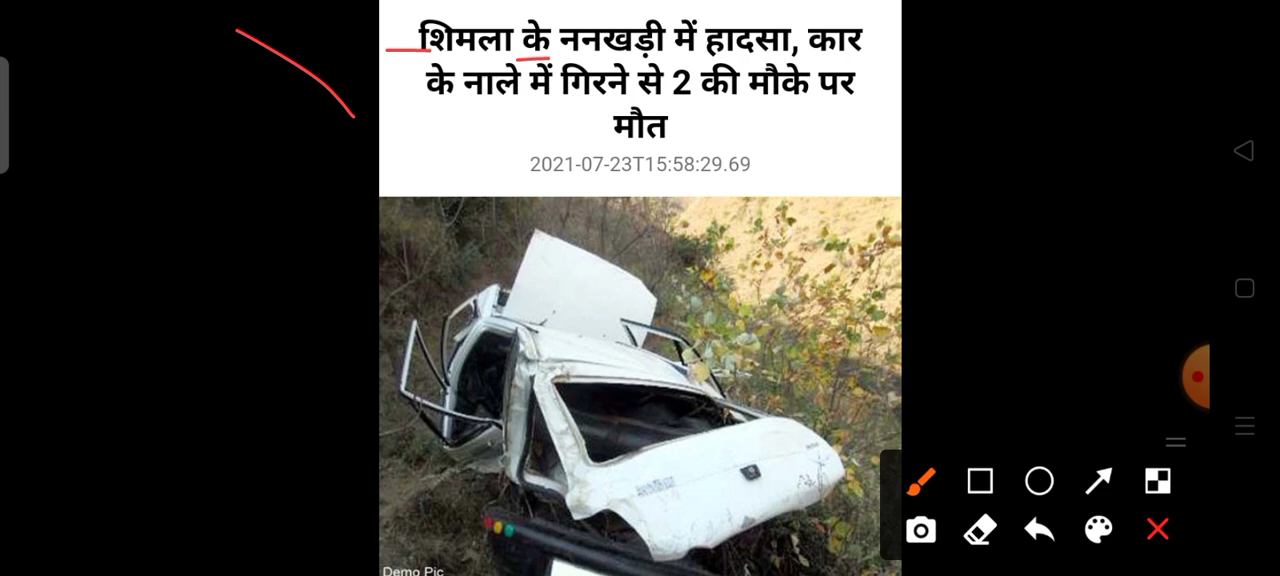 शिमला के ननखड़ी में हादसा, कार
के नाले में गिरने से 2 की मौके पर
मौत
2021-07-23T15:58:29.69
Demo Pic